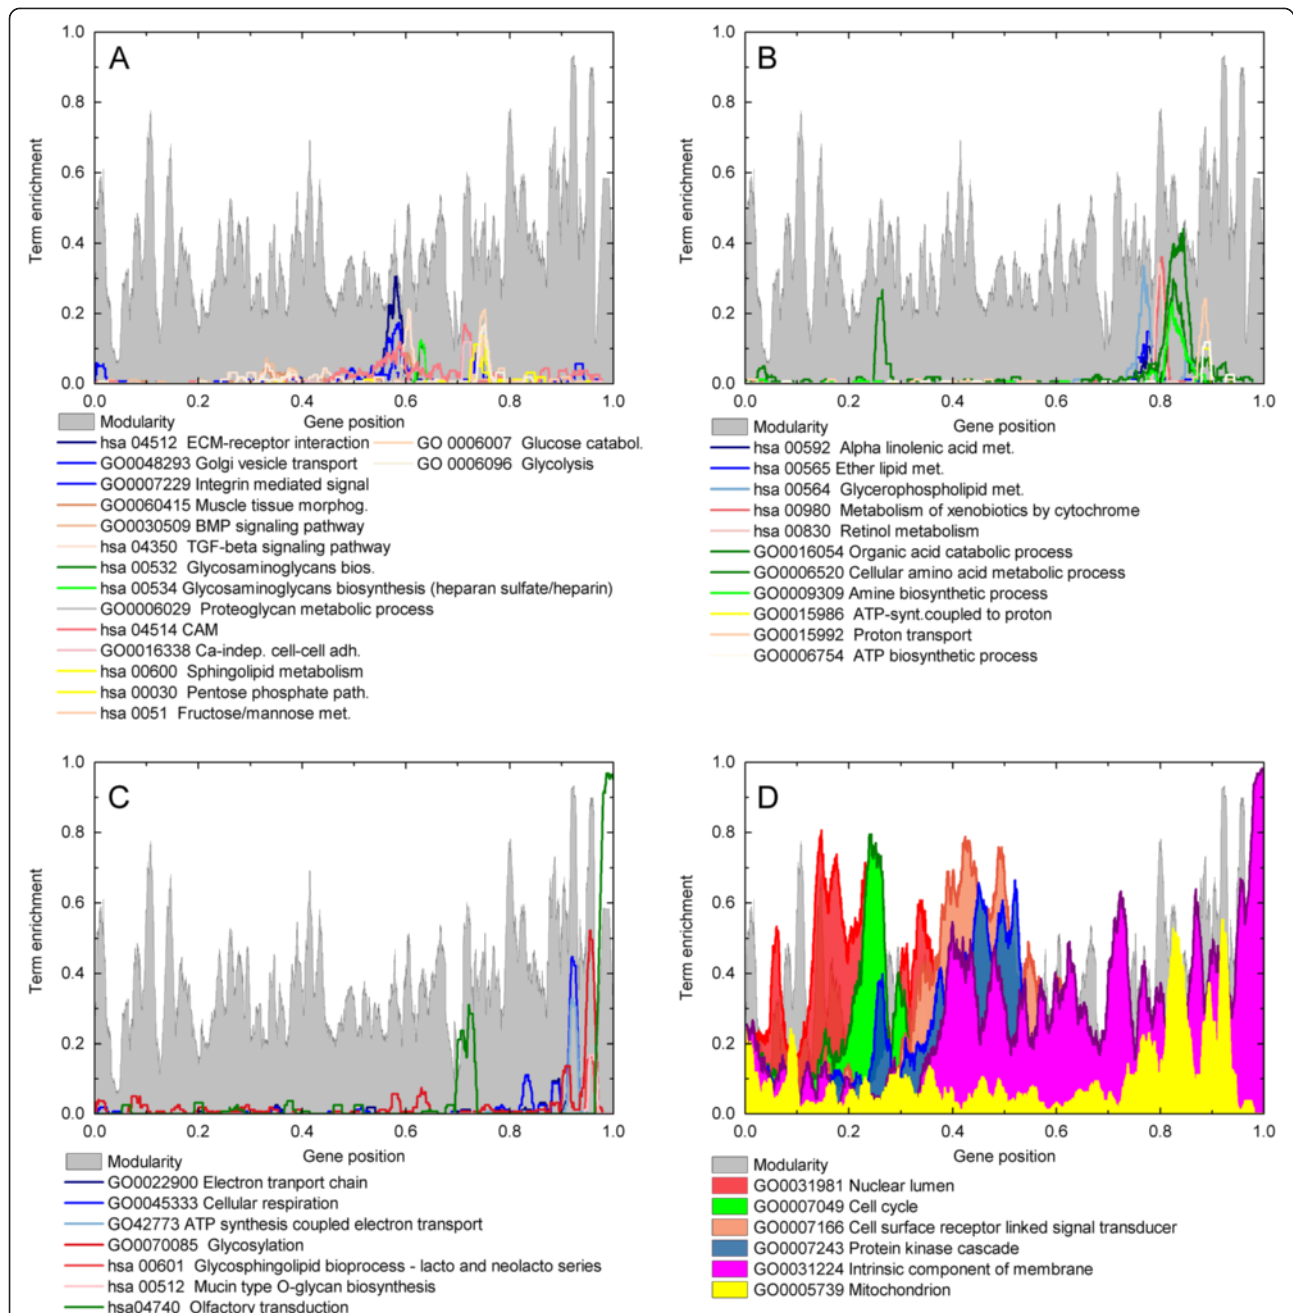 A
B
1.0
0.8
0.6
0.4
0.2
0.0
Term enrichment
0.0 0.2 0.4 0.6 0.8 1.0
Gene position
Modularity
hsa 04512 ECM-receptor interaction
GO0048293 Golgi vesicle transport
GO0007229 Integrin mediated signal
GO0060415 Muscle tissue morphog.
GO0030509 BMP signaling pathway
hsa 04350 TGF-beta signaling pathway
hsa 00532 Glycosaminoglycans bios.
hsa 00534 Glycosaminoglycans biosynthesis (heparan sulfate/heparin)
GO0006029 Proteoglycan metabolic process
hsa 04514 CAM
GO0016338 Ca-indep. cell-cell adh.
hsa 00600 Sphingolipid metabolism
hsa 00030 Pentose phosphate path.
hsa 0051 Fructose/mannose met.
GO 0006007 Glucose catabol.
GO 0006096 Glycolysis
1.0
0.8
0.6
0.4
0.2
0.0
Term enrichment
0.0 0.2 0.4 0.6 0.8 1.0
Gene position
Modularity
hsa 00592 Alpha linolenic acid met.
hsa 00565 Ether lipid met.
hsa 00564 Glycerophospholipid met.
hsa 00980 Metabolism of xenobiotics by cytochrome
hsa 00830 Retinol metabolism
GO0016054 Organic acid catabolic process
GO0006520 Cellular amino acid metabolic process
GO0009309 Amine biosynthetic process
GO0015986 ATP-synt.coupled to proton
GO0015992 Proton transport
GO0006754 ATP biosynthetic process
C
D
1.0
0.8
0.6
0.4
0.2
0.0
Term enrichment
0.0 0.2 0.4 0.6 0.8 1.0
Gene position
Modularity
GO0022900 Electron tranport chain
GO0045333 Cellular respiration
GO42773 ATP synthesis coupled electron transport
GO0070085 Glycosylation
hsa 00601 Glycosphingolipid bioprocess - lacto and neolacto series
hsa 00512 Mucin type O-glycan biosynthesis
hsa04740 Olfactory transduction
1.0
0.8
0.6
0.4
0.2
0.0
Term enrichment
0.0 0.2 0.4 0.6 0.8 1.0
Gene position
Modularity
GO0031981 Nuclear lumen
GO0007049 Cell cycle
GO0007166 Cell surface receptor linked signal transducer
GO0007243 Protein kinase cascade
GO0031224 Intrinsic component of membrane
GO0005739 Mitochondrion